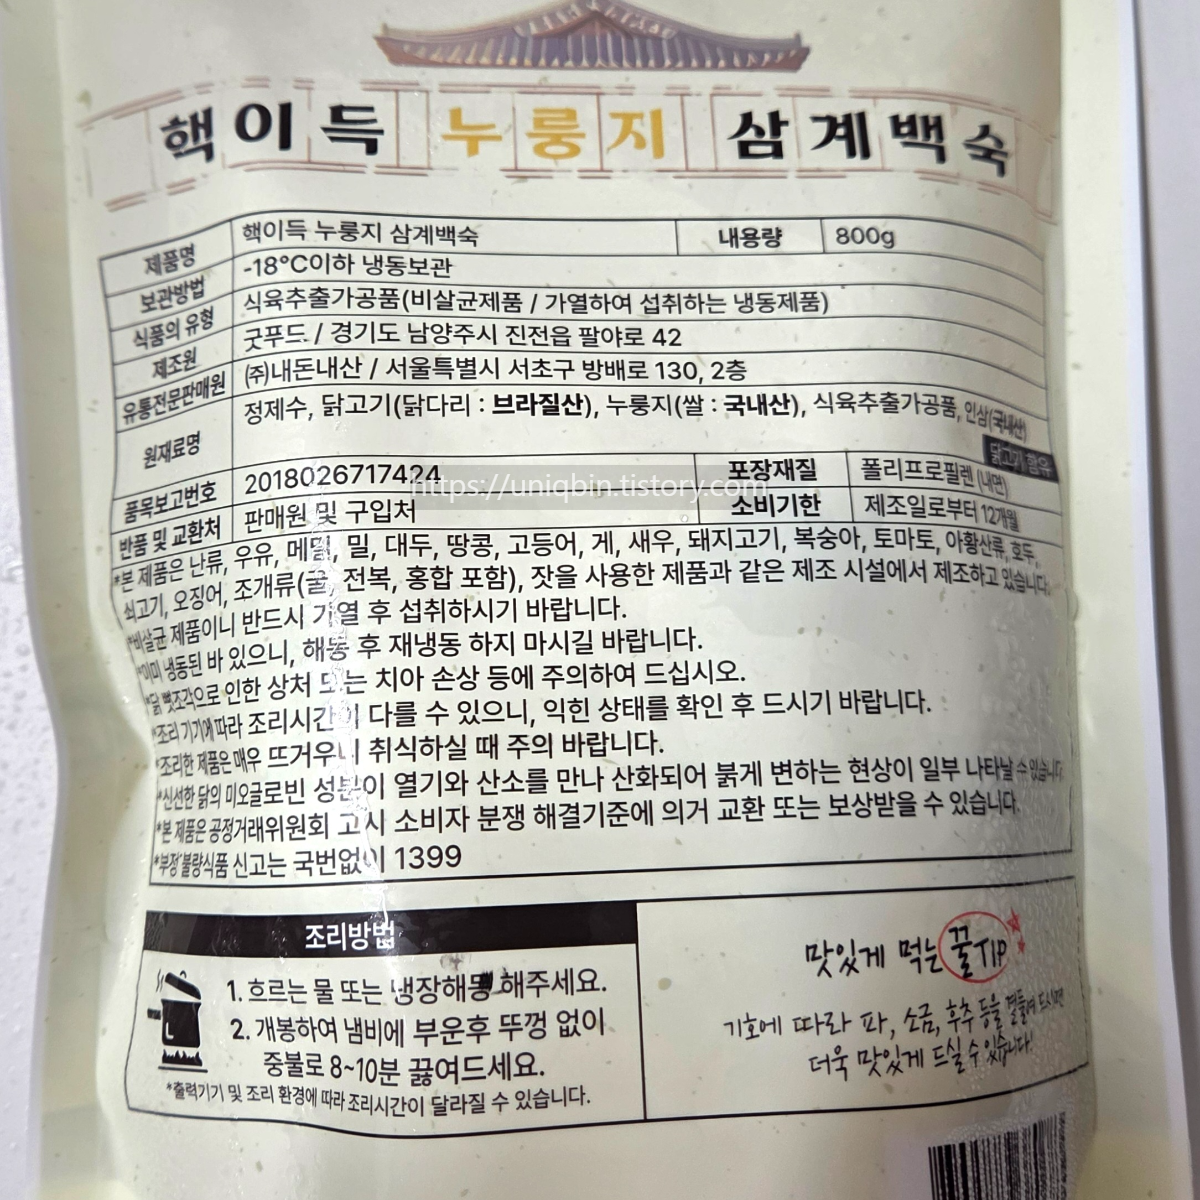 핵이득 누룽지 삼계백숙
제품명 핵이득 누룽지 삼계백숙 내용량 800g
보관방법 -18°C이하 냉동보관
식품의 유형 식육추출가공품(비살균제품 / 가열하여 섭취하는 냉동제품)
제조원 굿푸드 / 경기도 남양주시 진전읍 팔야로 42
유통전문판매원 ㈜내돈내산 / 서울특별시 서초구 방배로 130, 2층
원재료명 정제수, 닭고기(닭다리 : 브라질산), 누룽지(쌀 : 국내산), 식육추출가공품, 인삼(국내산)
닭고기 함유
품목보고번호 2018026717424 포장재질 폴리프로필렌 (내면)
https://uniqbin.tistory.com
반품 및 교환처 판매원 및 구입처 소비기한 제조일로부터 12개월
*본 제품은 난류, 우유, 메밀, 밀, 대두, 땅콩, 고등어, 게, 새우, 돼지고기, 복숭아, 토마토, 아황산류, 호두,
쇠고기, 오징어, 조개류(굴, 전복, 홍합 포함), 잣을 사용한 제품과 같은 제조 시설에서 제조하고 있습니다.
*비살균 제품이니 반드시 가열 후 섭취하시기 바랍니다.
*이미 냉동된 바 있으니, 해동 후 재냉동 하지 마시길 바랍니다.
*닭 뼛조각으로 인한 상처 또는 치아 손상 등에 주의하여 드십시오.
*조리 기기에 따라 조리시간이 다를 수 있으니, 익힌 상태를 확인 후 드시기 바랍니다.
*조리한 제품은 매우 뜨거우니 취식하실 때 주의 바랍니다.
*신선한 닭의 미오글로빈 성분이 열기와 산소를 만나 산화되어 붉게 변하는 현상이 일부 나타날 수 있습니다
*본 제품은 공정거래위원회 고시 소비자 분쟁 해결기준에 의거 교환 또는 보상받을 수 있습니다.
*부정·불량식품 신고는 국번없이 1399
조리방법
1. 흐르는 물 또는 냉장해동 해주세요.
2. 개봉하여 냄비에 부운후 뚜껑 없이
중불로 8~10분 끓여드세요.
*출력기기 및 조리 환경에 따라 조리시간이 달라질 수 있습니다.
맛있게 먹는 꿀TIP
기호에 따라 파, 소금, 후추 등을 곁들여 드시면
더욱 맛있게 드실 수 있습니다!